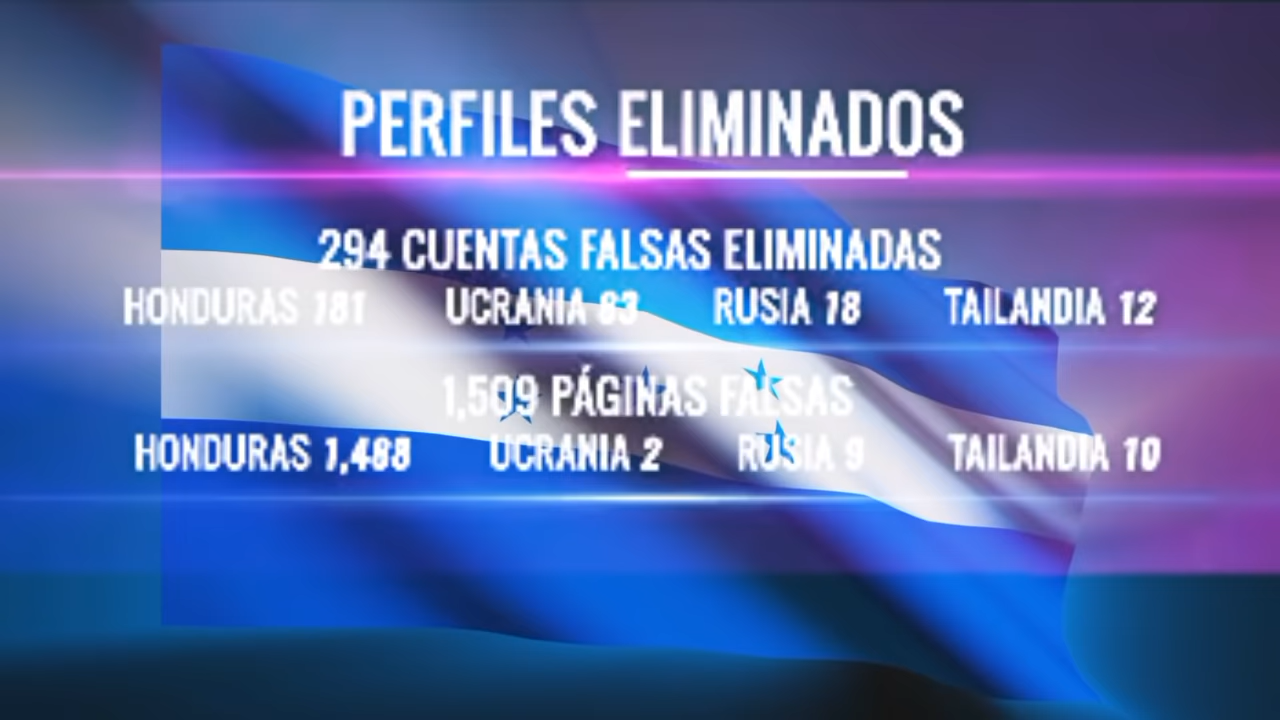 PERFILES ELIMINADOS
294 CUENTAS FALSAS ELIMINADAS
HONDURAS 181 UCRANIA 83 RUSIA 18 TAILANDIA 12
1,509 PÁGINAS FALSAS
HONDURAS 1,488 UCRANIA 2 RUSIA 9 TAILANDIA 10